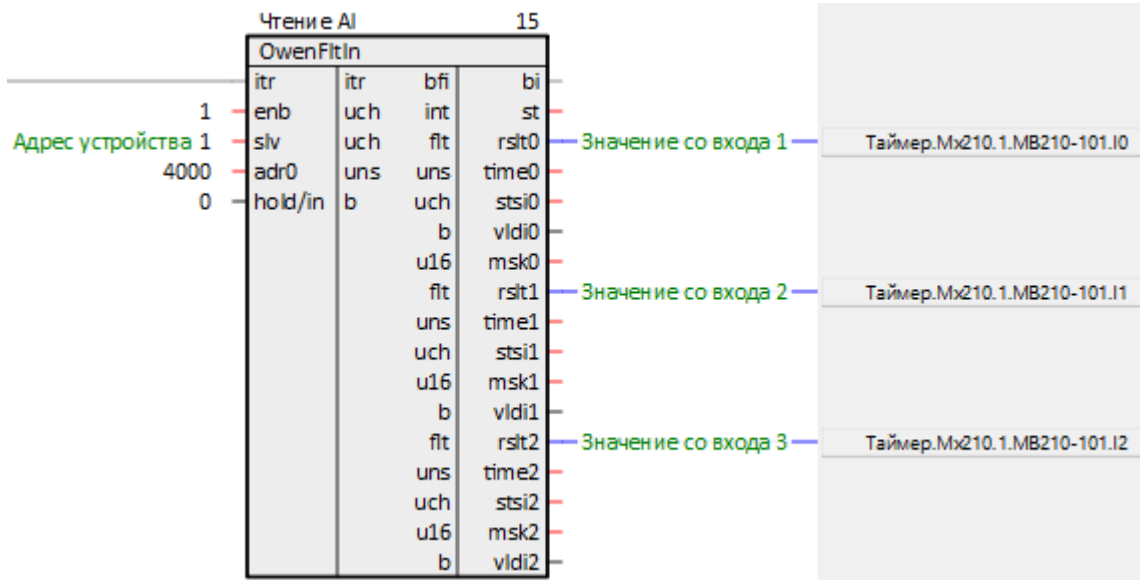 Чтение AI 15
OwenFltIn
itr itr bfi bi
1 enb uch int st
Адрес устройства 1 slv uch flt rslt0 Значение со входа 1 Таймер.Mx210.1.MB210-101.I0
4000 adr0 uns uns time0
0 hold/in b uch stsi0
b vldi0
u16 msk0
flt rslt1 Значение со входа 2 Таймер.Mx210.1.MB210-101.I1
uns time1
uch stsi1
u16 msk1
b vldi1
flt rslt2 Значение со входа 3 Таймер.Mx210.1.MB210-101.I2
uns time2
uch stsi2
u16 msk2
b vldi2